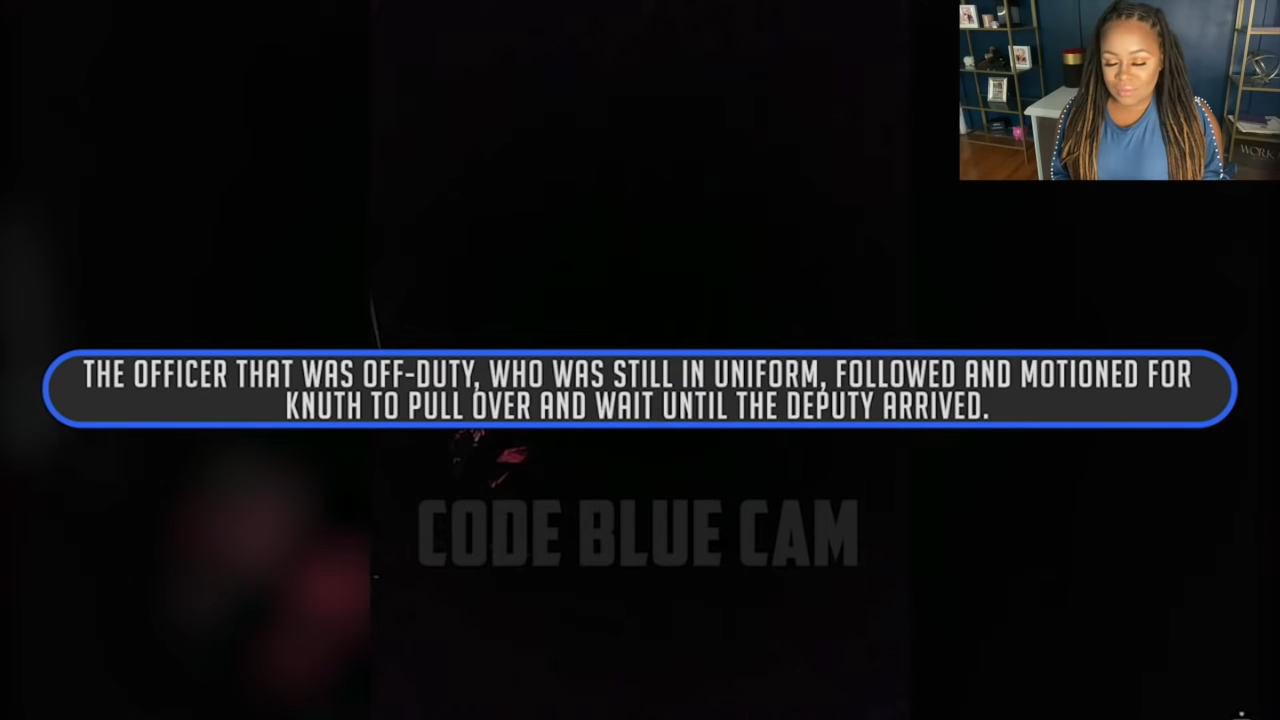 WORK
THE OFFICER THAT WAS OFF-DUTY, WHO WAS STILL IN UNIFORM, FOLLOWED AND MOTIONED FOR
KNUTH TO PULL OVER AND WAIT UNTIL THE DEPUTY ARRIVED.
CODE BLUE CAM